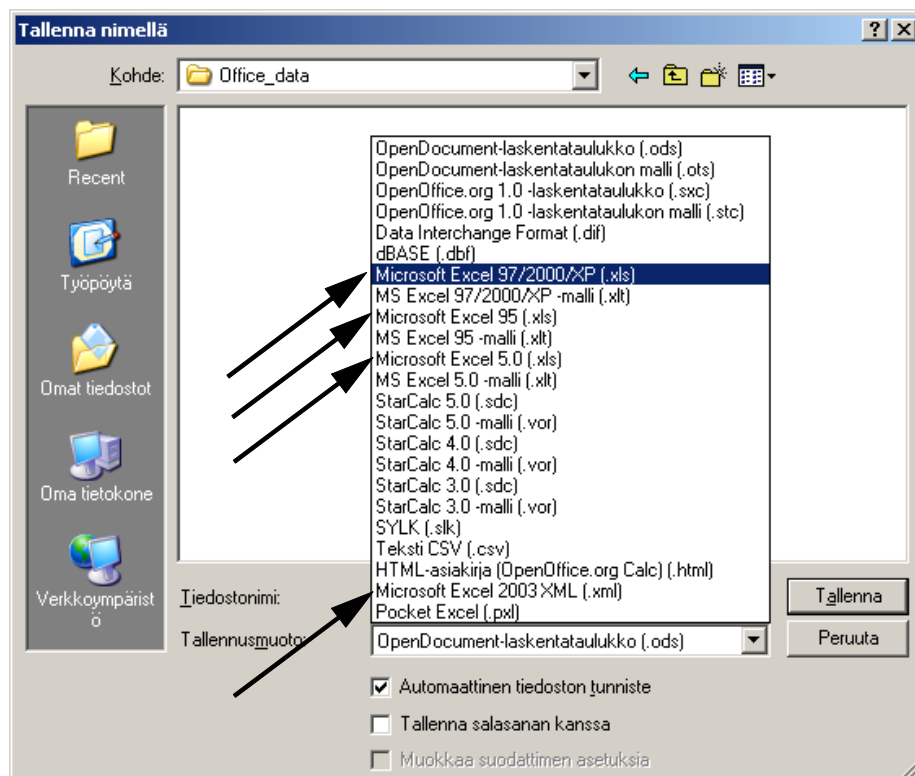 Tallenna nimellä
Kohde: Office_data
Recent
Työpöytä
Omat tiedostot
Oma tietokone
Verkkoympärist
ö
OpenDocument-laskentataulukko (.ods)
OpenDocument-laskentataulukon malli (.ots)
OpenOffice.org 1.0 -laskentataulukko (.sxc)
OpenOffice.org 1.0 -laskentataulukon malli (.stc)
Data Interchange Format (.dif)
dBASE (.dbf)
Microsoft Excel 97/2000/XP (.xls)
MS Excel 97/2000/XP -malli (.xlt)
Microsoft Excel 95 (.xls)
MS Excel 95 -malli (.xlt)
Microsoft Excel 5.0 (.xls)
MS Excel 5.0 -malli (.xlt)
StarCalc 5.0 (.sdc)
StarCalc 5.0 -malli (.vor)
StarCalc 4.0 (.sdc)
StarCalc 4.0 -malli (.vor)
StarCalc 3.0 (.sdc)
StarCalc 3.0 -malli (.vor)
SYLK (.slk)
Teksti CSV (.csv)
HTML-asiakirja (OpenOffice.org Calc) (.html)
Microsoft Excel 2003 XML (.xml)
Pocket Excel (.pxl)
Tiedostonimi:
Tallenna
Tallennusmuoto: OpenDocument-laskentataulukko (.ods)
Peruuta
Automaattinen tiedoston tunniste
Tallenna salasanan kanssa
Muokkaa suodattimen asetuksia